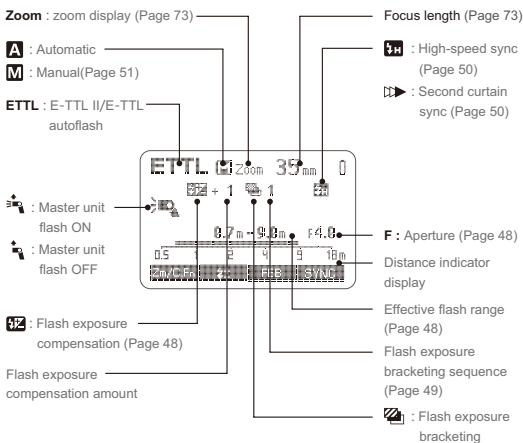 Zoom : zoom display (Page 73)
Focus length (Page 73)
A : Automatic
M : Manual(Page 51)
H : High-speed sync
(Page 50)
: Second curtain
sync (Page 50)
ETTL : E-TTL II/E-TTL
autoflash
ETTL Zoom 35mm
+ 1 1
: Master unit
flash ON
: Master unit
flash OFF
0.7m-9.0m F4.0
0.5 1 2 4 9 18m
Zm/C.Fn FEB SYNC
F : Aperture (Page 48)
Distance indicator
display
: Flash exposure
compensation (Page 48)
Effective flash range
(Page 48)
Flash exposure
compensation amount
Flash exposure
bracketing sequence
(Page 49)
: Flash exposure
bracketing